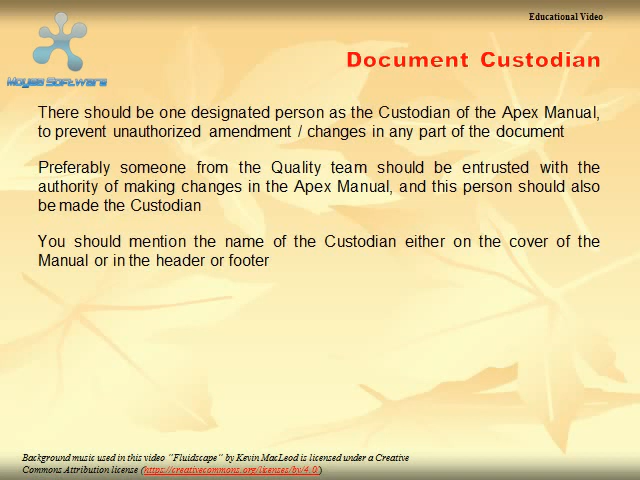 Educational Video
Document Custodian
Moyae Software
There should be one designated person as the Custodian of the Apex Manual,
to prevent unauthorized amendment / changes in any part of the document
Preferably someone from the Quality team should be entrusted with the
authority of making changes in the Apex Manual, and this person should also
be made the Custodian
You should mention the name of the Custodian either on the cover of the
Manual or in the header or footer
Background music used in this video "Fluidscape" by Kevin MacLeod is licensed under a Creative
Commons Attribution license (https://creativecommons.org/licenses/by/4.0/)